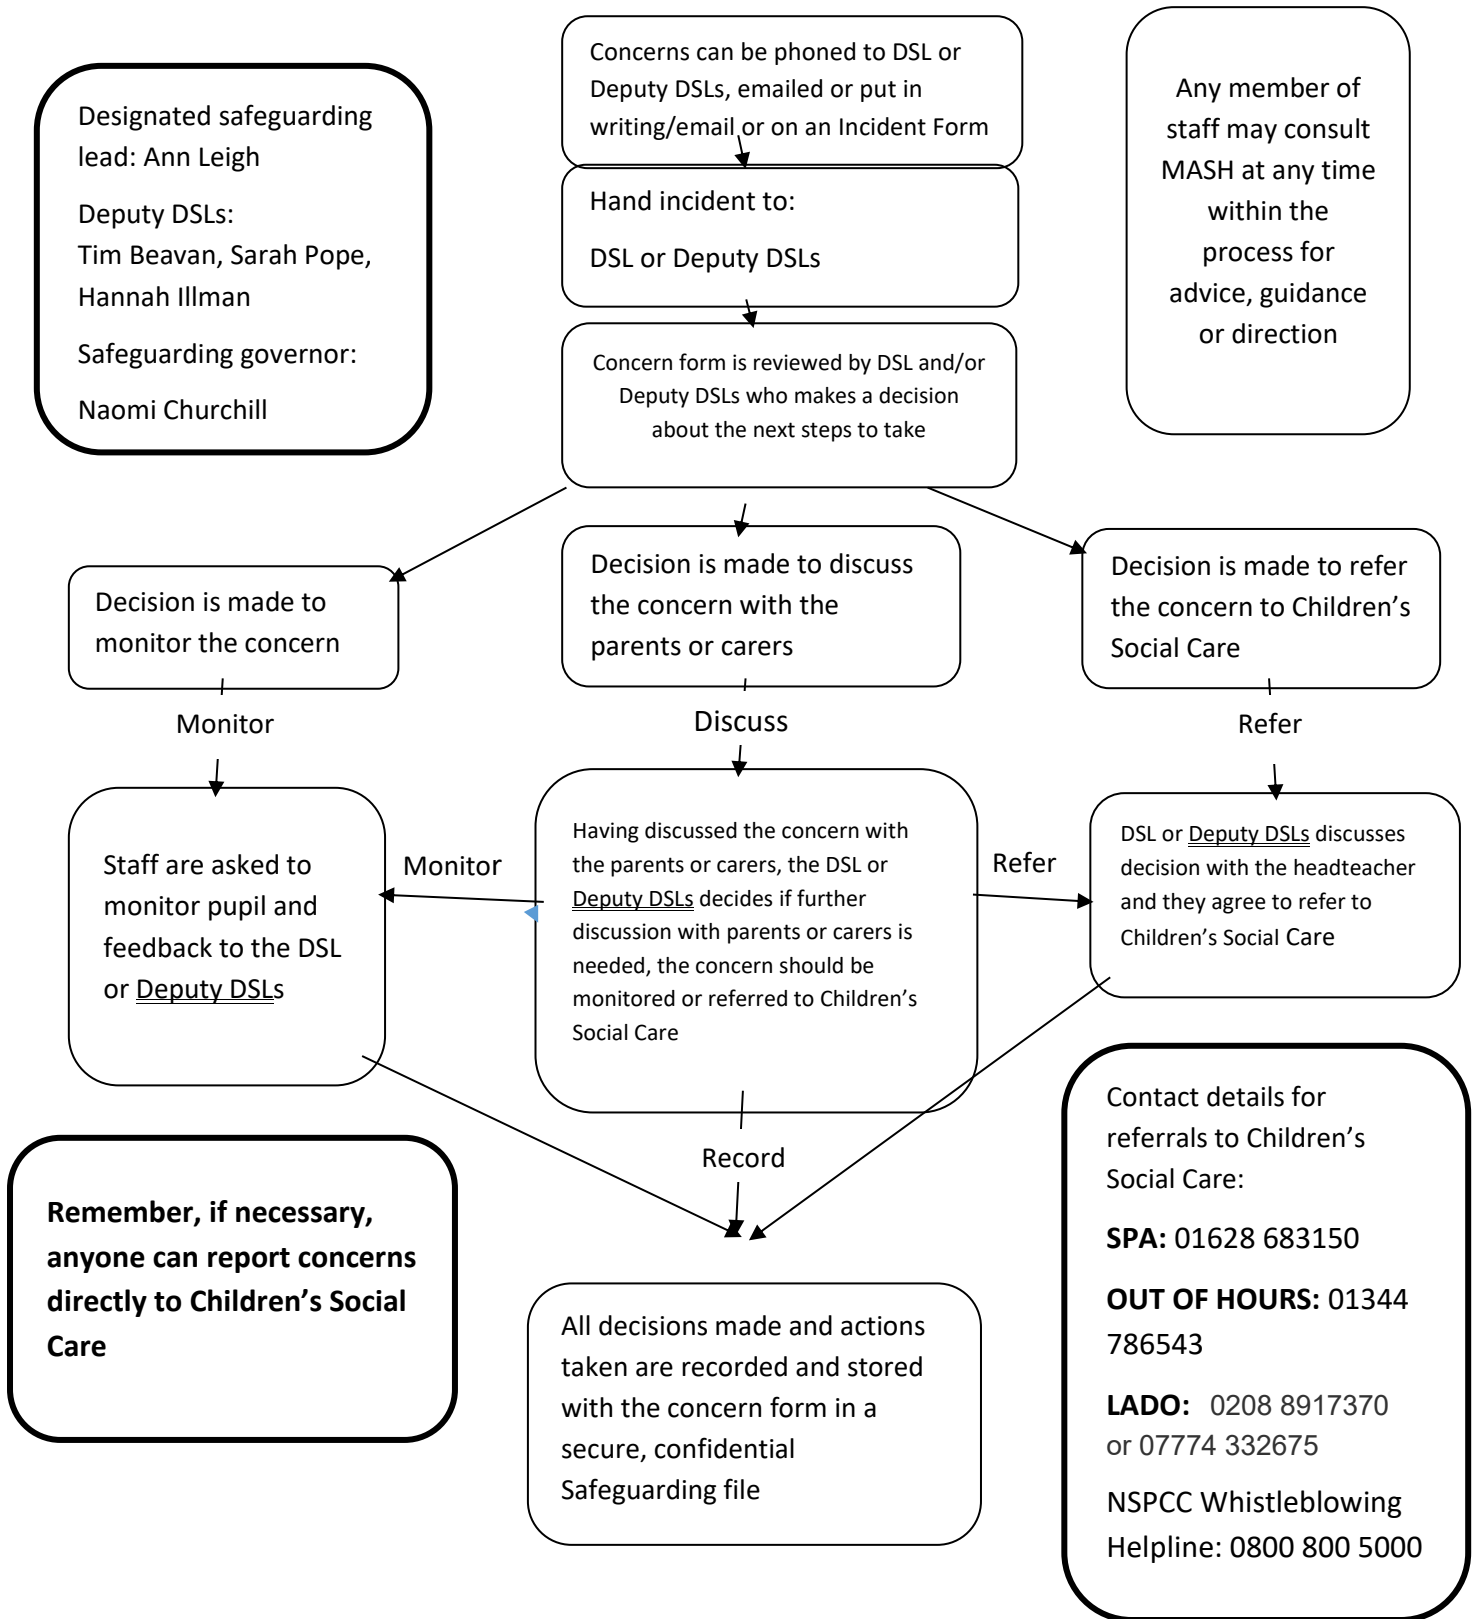 Concerns can be phoned to DSL or
Deputy DSLs, emailed or put in
writing/email or on an Incident Form
Designated safeguarding
lead: Ann Leigh
Deputy DSLs:
Tim Beavan, Sarah Pope,
Hannah Illman
Safeguarding governor:
Naomi Churchill
Any member of
staff may consult
MASH at any time
within the
process for
advice, guidance
or direction
Hand incident to:
DSL or Deputy DSLs
Concern form is reviewed by DSL and/or
Deputy DSLs who makes a decision
about the next steps to take
Decision is made to
monitor the concern
Decision is made to discuss
the concern with the
parents or carers
Decision is made to refer
the concern to Children’s
Social Care
Monitor
Discuss
Refer
Staff are asked to
monitor pupil and
feedback to the DSL
or Deputy DSLs
Monitor
Having discussed the concern with
the parents or carers, the DSL or
Deputy DSLs decides if further
discussion with parents or carers is
needed, the concern should be
monitored or referred to Children’s
Social Care
Refer
DSL or Deputy DSLs discusses
decision with the headteacher
and they agree to refer to
Children’s Social Care
Record
Remember, if necessary,
anyone can report concerns
directly to Children’s Social
Care
All decisions made and actions
taken are recorded and stored
with the concern form in a
secure, confidential
Safeguarding file
Contact details for
referrals to Children’s
Social Care:
SPA: 01628 683150
OUT OF HOURS: 01344
786543
LADO: 0208 8917370
or 07774 332675
NSPCC Whistleblowing
Helpline: 0800 800 5000